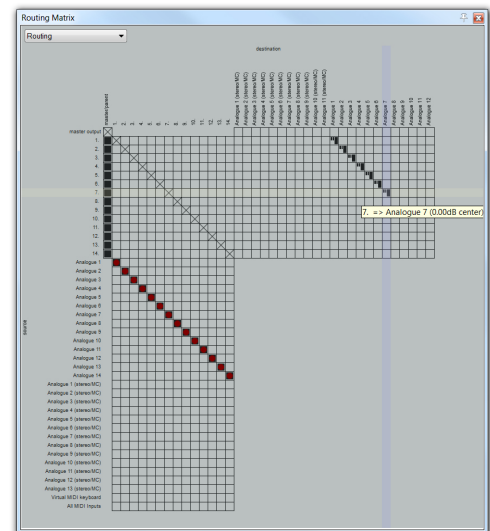 Routing Matrix
Routing
destination
master/parent
1.
2.
3.
4.
5.
6.
7.
8.
9.
10.
11.
12.
13.
14.
Analogue 1 (stereo/MC)
Analogue 2 (stereo/MC)
Analogue 3 (stereo/MC)
Analogue 4 (stereo/MC)
Analogue 5 (stereo/MC)
Analogue 6 (stereo/MC)
Analogue 7 (stereo/MC)
Analogue 8 (stereo/MC)
Analogue 9 (stereo/MC)
Analogue 10 (stereo/MC)
Analogue 11 (stereo/MC)
Analogue 1
Analogue 2
Analogue 3
Analogue 4
Analogue 5
Analogue 6
Analogue 7
Analogue 8
Analogue 9
Analogue 10
Analogue 11
Analogue 12
master output
1.
2.
3.
4.
5.
6.
7.
8.
9.
10.
11.
12.
13.
14.
7. => Analogue 7 (0.00dB center)
source
Analogue 1
Analogue 2
Analogue 3
Analogue 4
Analogue 5
Analogue 6
Analogue 7
Analogue 8
Analogue 9
Analogue 10
Analogue 11
Analogue 12
Analogue 13
Analogue 14
Analogue 1 (stereo/MC)
Analogue 2 (stereo/MC)
Analogue 3 (stereo/MC)
Analogue 4 (stereo/MC)
Analogue 5 (stereo/MC)
Analogue 6 (stereo/MC)
Analogue 7 (stereo/MC)
Analogue 8 (stereo/MC)
Analogue 9 (stereo/MC)
Analogue 10 (stereo/MC)
Analogue 11 (stereo/MC)
Analogue 12 (stereo/MC)
Analogue 13 (stereo/MC)
Virtual MIDI keyboard
All MIDI Inputs